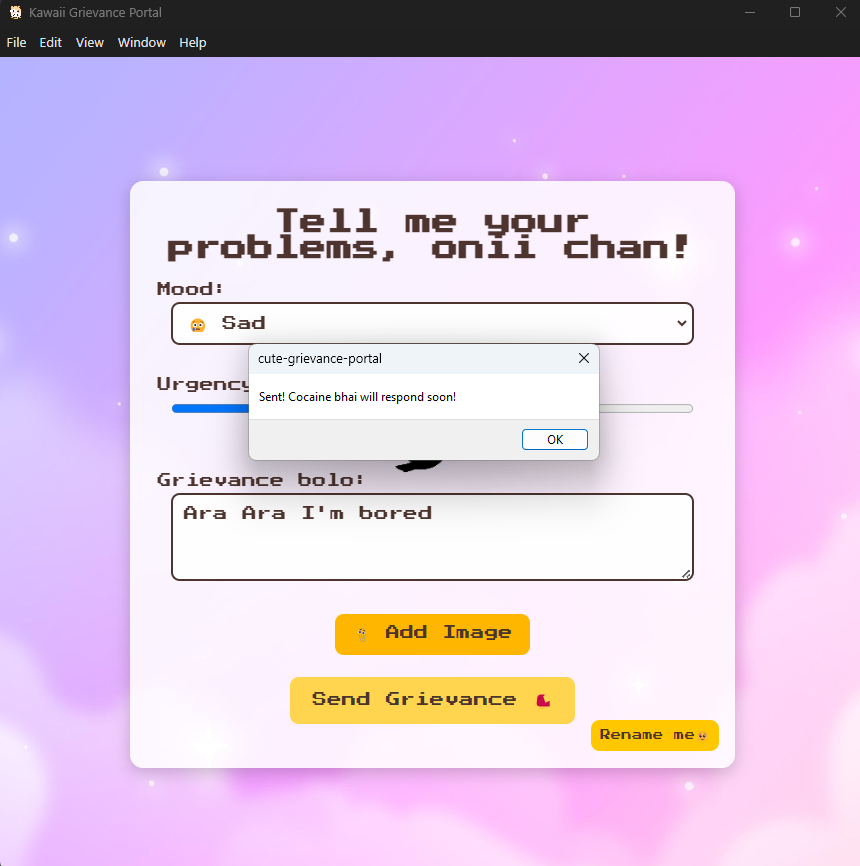 Kawaii Grievance Portal
File Edit View Window Help
Tell me your
problems, onii chan!
Mood:
Sad
cute-grievance-portal
Urgency
Sent! Cocaine bhai will respond soon!
OK
Grievance bolo:
Ara Ara I'm bored
Add Image
Send Grievance
Rename me